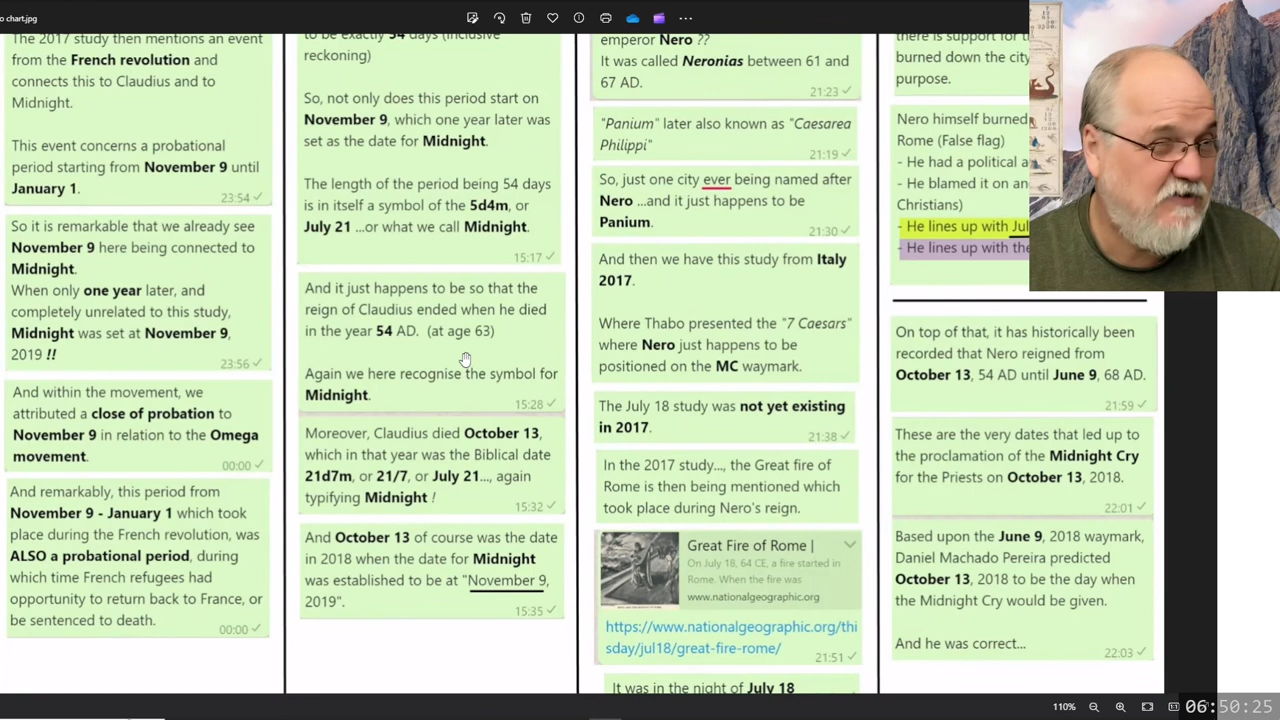 o chart.jpg
The 2017 study then mentions an event
from the French revolution and
connects this to Claudius and to
Midnight.
This event concerns a probational
period starting from November 9 until
January 1.
23:54
So it is remarkable that we already see
November 9 here being connected to
Midnight.
When only one year later, and
completely unrelated to this study,
Midnight was set at November 9,
2019 !!
23:56
And within the movement, we
attributed a close of probation to
November 9 in relation to the Omega
movement.
00:00
And remarkably, this period from
November 9 - January 1 which took
place during the French revolution, was
ALSO a probational period, during
which time French refugees had
opportunity to return back to France, or
be sentenced to death.
00:00
to be exactly 54 days (inclusive
reckoning)
So, not only does this period start on
November 9, which one year later was
set as the date for Midnight.
The length of the period being 54 days
is in itself a symbol of the 5d4m, or
July 21 ...or what we call Midnight.
15:17
And it just happens to be so that the
reign of Claudius ended when he died
in the year 54 AD. (at age 63)
Again we here recognise the symbol for
Midnight.
15:28
Moreover, Claudius died October 13,
which in that year was the Biblical date
21d7m, or 21/7, or July 21..., again
typifying Midnight !
15:32
And October 13 of course was the date
in 2018 when the date for Midnight
was established to be at "November 9,
2019".
15:35
emperor Nero ??
It was called Neronias between 61 and
67 AD.
21:23
"Panium" later also known as "Caesarea
Philippi"
21:19
So, just one city ever being named after
Nero ...and it just happens to be
Panium.
21:30
And then we have this study from Italy
2017.
Where Thabo presented the "7 Caesars"
where Nero just happens to be
positioned on the MC waymark.
The July 18 study was not yet existing
in 2017.
21:38
In the 2017 study..., the Great fire of
Rome is then being mentioned which
took place during Nero's reign.
Great Fire of Rome |
On July 18, 64 CE, a fire started in
Rome. When the fire was
www.nationalgeographic.org
https://www.nationalgeographic.org/thi
sday/jul18/great-fire-rome/
21:51
It was in the night of July 18
there is support for
burned down the city
purpose.
Nero himself burned
Rome (False flag)
- He had a political a
- He blamed it on an
Christians)
- He lines up with Jul
- He lines up with the
On top of that, it has historically been
recorded that Nero reigned from
October 13, 54 AD until June 9, 68 AD.
21:59
These are the very dates that led up to
the proclamation of the Midnight Cry
for the Priests on October 13, 2018.
22:01
Based upon the June 9, 2018 waymark,
Daniel Machado Pereira predicted
October 13, 2018 to be the day when
the Midnight Cry would be given.
And he was correct...
22:03
110%
06:50:25